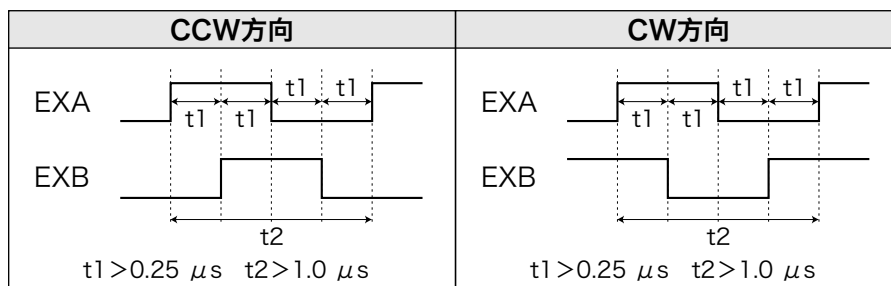 CCW方向
CW方向
EXA
t1
t1
t1
t1
EXB
t2
t1>0.25 μs t2>1.0 μs
EXA
t1
t1
t1
t1
EXB
t2
t1>0.25 μs t2>1.0 μs